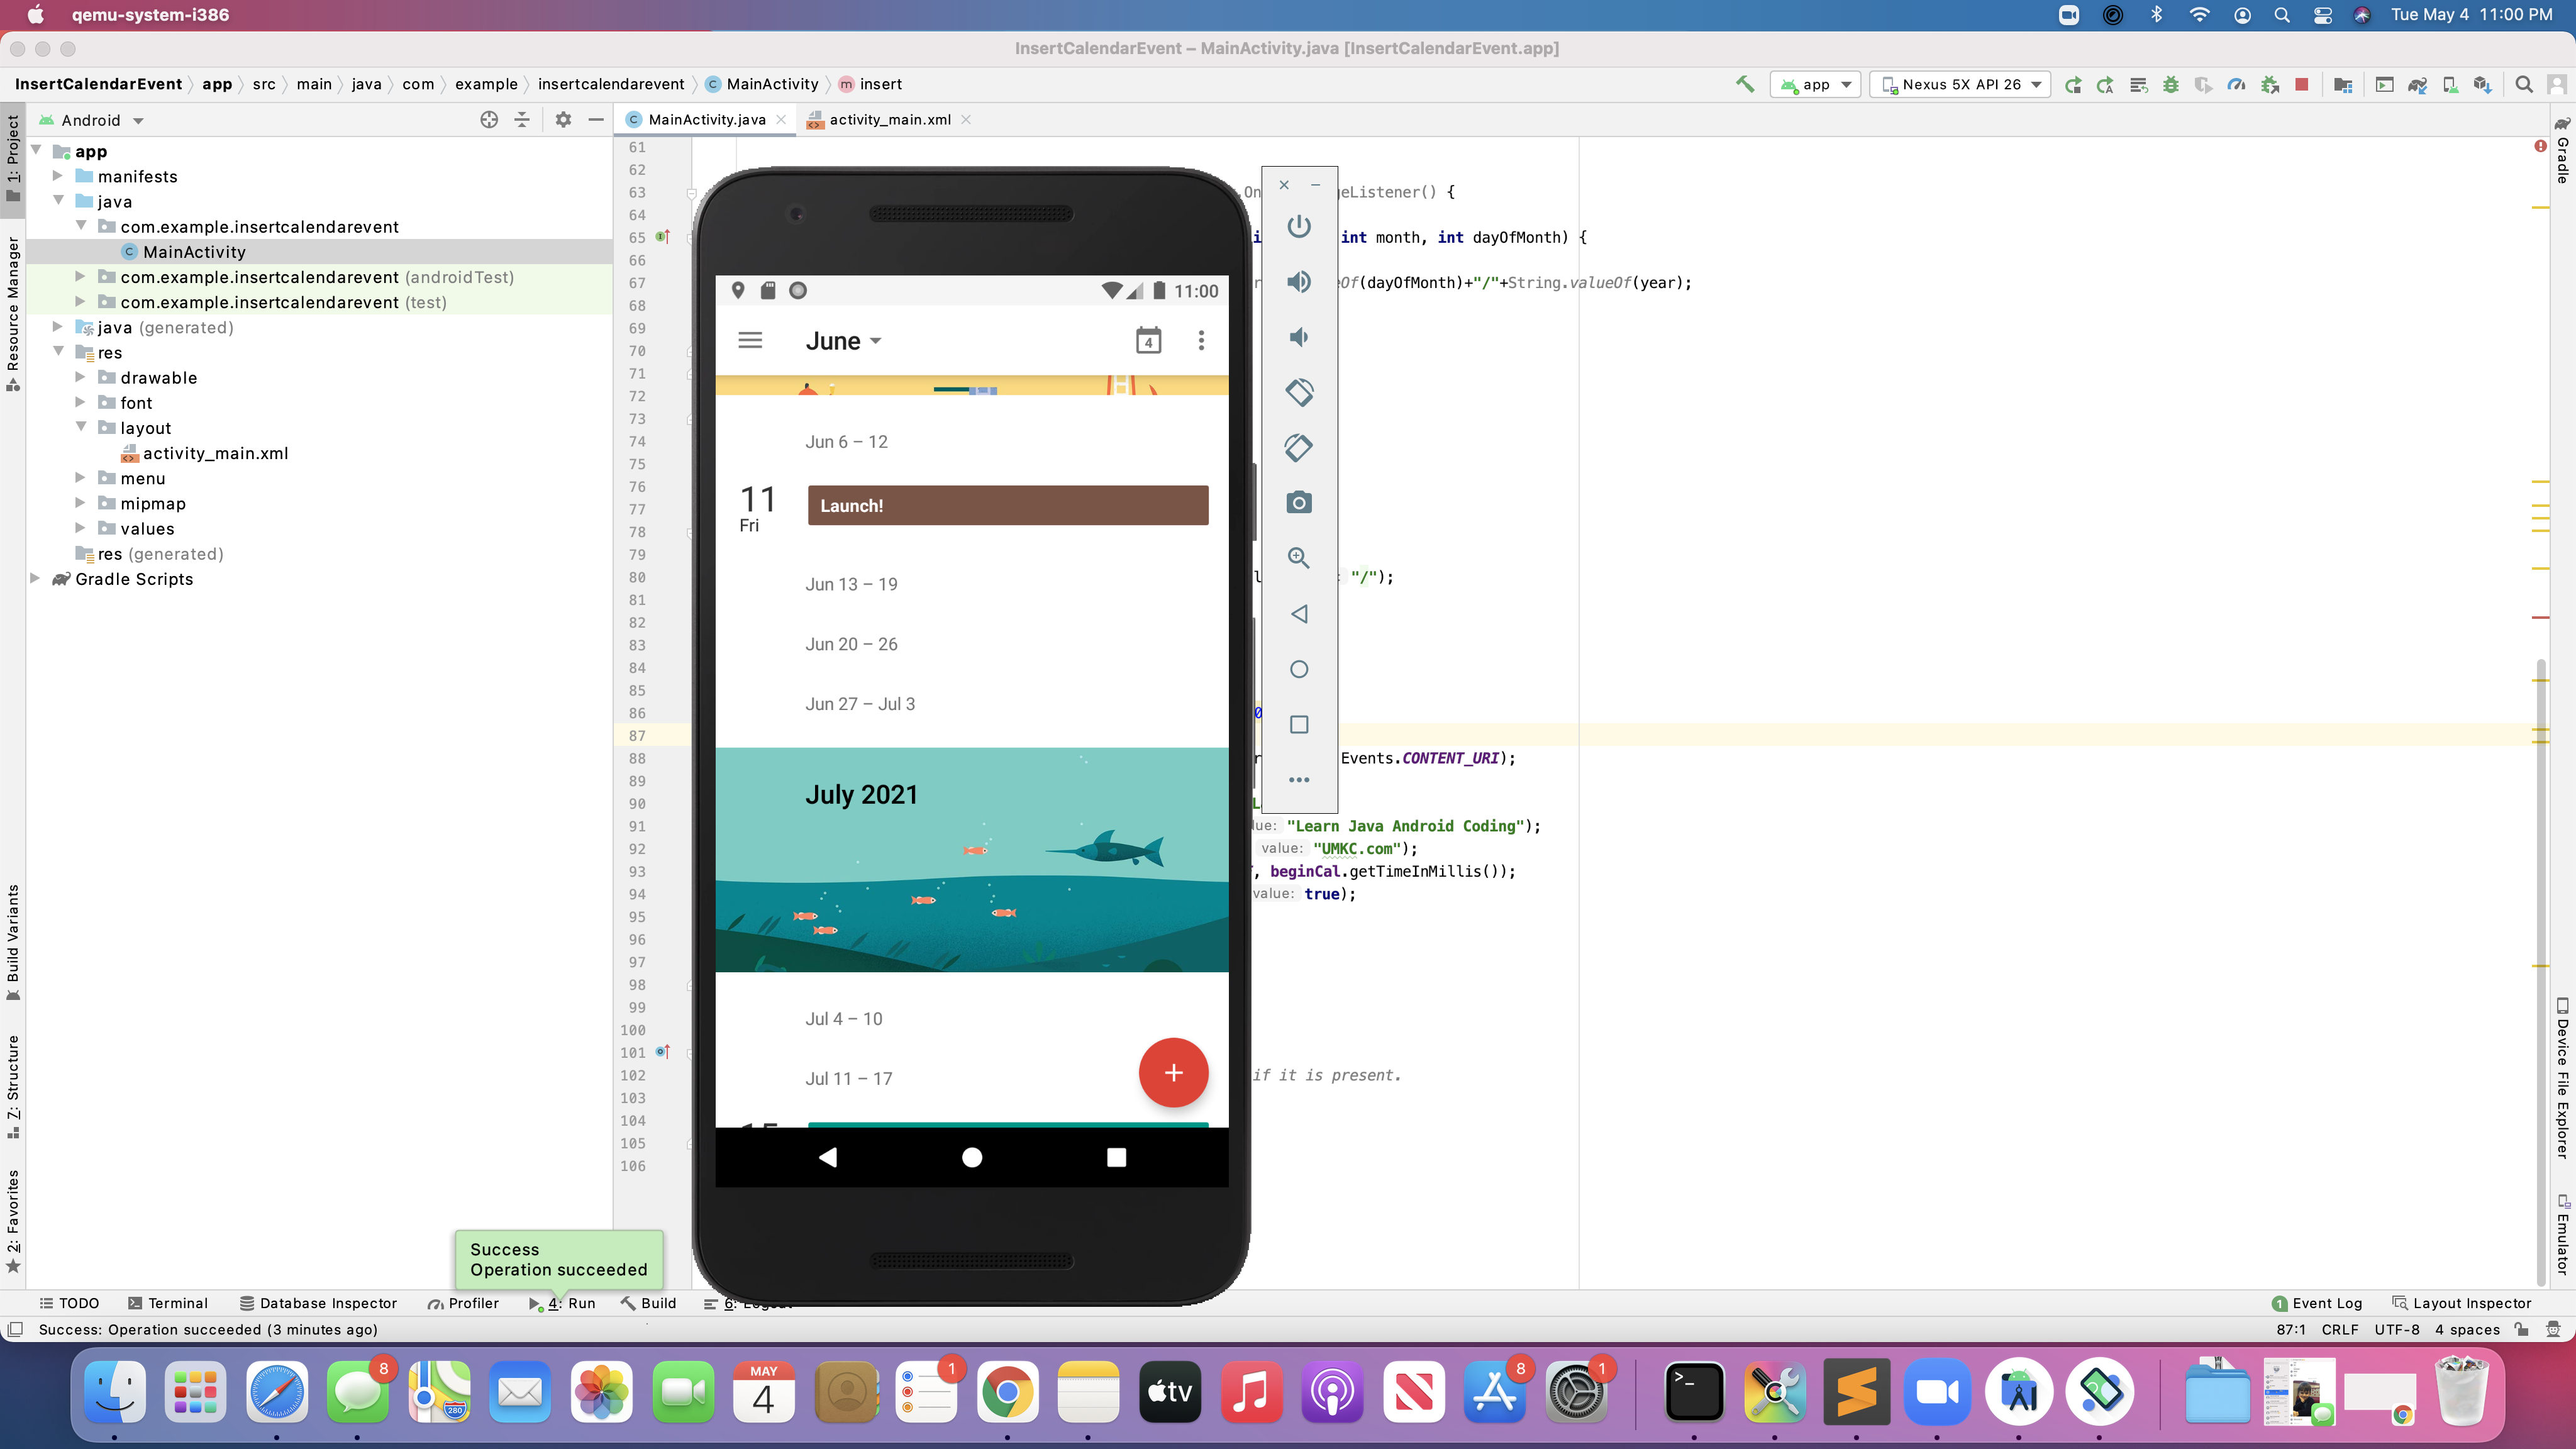 qemu-system-i386
Tue May 4 11:00 PM
InsertCalendarEvent – MainActivity.java [InsertCalendarEvent.app]
InsertCalendarEvent app src main java com example insertcalendarevent MainActivity insert
app Nexus 5X API 26
Android
MainActivity.java activity_main.xml
1: Project
Resource Manager
Build Variants
7: Structure
2: Favorites
app
manifests
java
com.example.insertcalendarevent
MainActivity
com.example.insertcalendarevent (androidTest)
com.example.insertcalendarevent (test)
java (generated)
res
drawable
font
layout
activity_main.xml
menu
mipmap
values
res (generated)
Gradle Scripts
61
62
63
64
65
66
67
68
69
70
71
72
73
74
75
76
77
78
79
80
81
82
83
84
85
86
87
88
89
90
91
92
93
94
95
96
97
98
99
100
101
102
103
104
105
106
geListener() {
int month, int dayOfMonth) {
Of(dayOfMonth)+"/"+String.valueOf(year);
"/");
Events.CONTENT_URI);
"Learn Java Android Coding");
value: "UMKC.com");
, beginCal.getTimeInMillis());
value: true);
if it is present.
11:00
June
4
Jun 6 – 12
11
Fri
Launch!
Jun 13 – 19
Jun 20 – 26
Jun 27 – Jul 3
July 2021
Jul 4 – 10
Jul 11 – 17
Gradle
Device File Explorer
Emulator
Success
Operation succeeded
TODO Terminal Database Inspector Profiler 4: Run Build 6: Logcat
1 Event Log Layout Inspector
Success: Operation succeeded (3 minutes ago)
87:1 CRLF UTF-8 4 spaces
8
280
MAY
4
1
tv
8
1